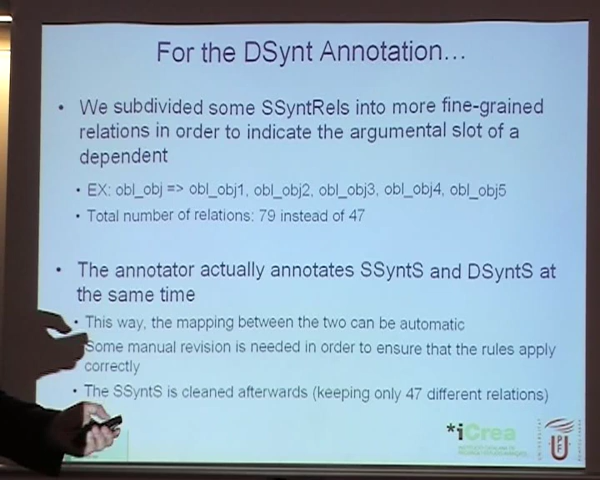 For the DSynt Annotation…
• We subdivided some SSyntRels into more fine-grained
relations in order to indicate the argumental slot of a
dependent
• EX: obl_obj => obl_obj1, obl_obj2, obl_obj3, obl_obj4, obl_obj5
• Total number of relations: 79 instead of 47
• The annotator actually annotates SSyntS and DSyntS at
the same time
• This way, the mapping between the two can be automatic
Some manual revision is needed in order to ensure that the rules apply
correctly
• The SSyntS is cleaned afterwards (keeping only 47 different relations)
*iCrea